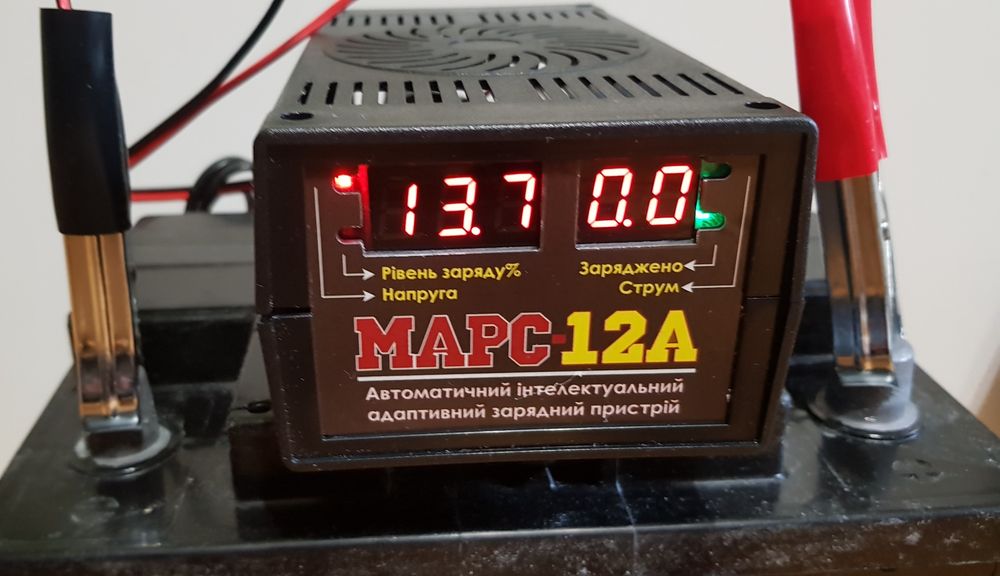 13.7 0.0
Рівень заряду%
Напруга
Заряджено
Струм
МАРС-12А
Автоматичний інтелектуальний
адаптивний зарядний пристрій